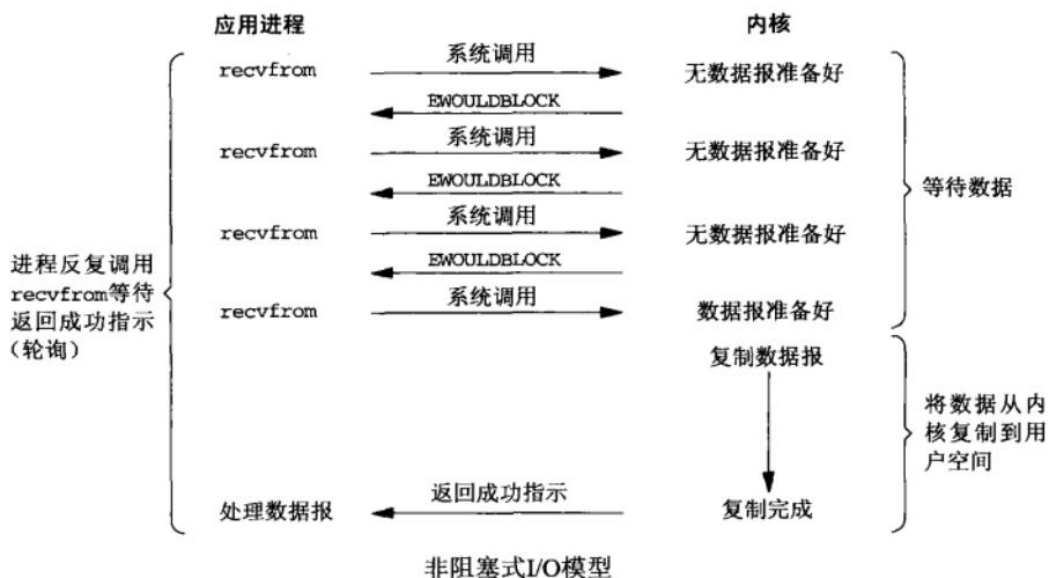 应用进程 内核
recvfrom 系统调用 无数据报准备好
EWOULDBLOCK
recvfrom 系统调用 无数据报准备好
EWOULDBLOCK
等待数据
recvfrom 系统调用 无数据报准备好
EWOULDBLOCK
进程反复调用
recvfrom等待
返回成功指示
(轮询)
recvfrom 系统调用 数据报准备好
复制数据报
将数据从内
核复制到用
户空间
处理数据报 返回成功指示 复制完成
非阻塞式I/O模型